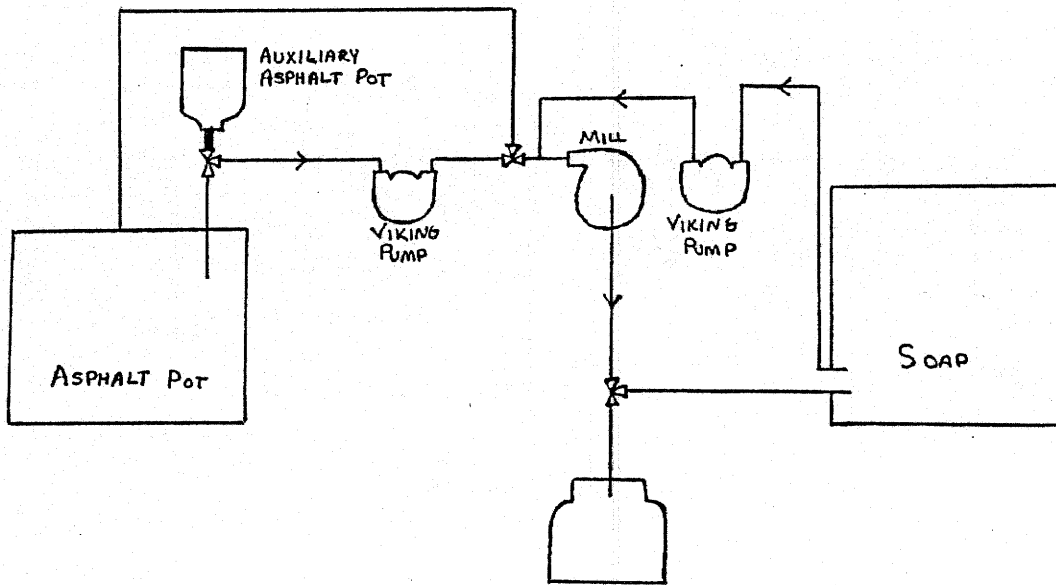 AUXILIARY
ASPHALT POT
MILL
VIKING
PUMP
VIKING
PUMP
ASPHALT POT
SOAP